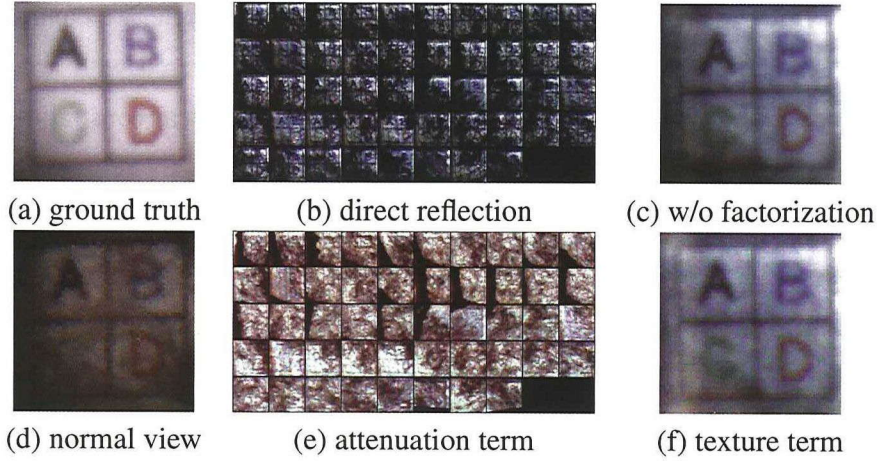 A B
C D
A B
C D
(a) ground truth (b) direct reflection (c) w/o factorization
A B
D
A B
C D
(d) normal view (e) attenuation term (f) texture term